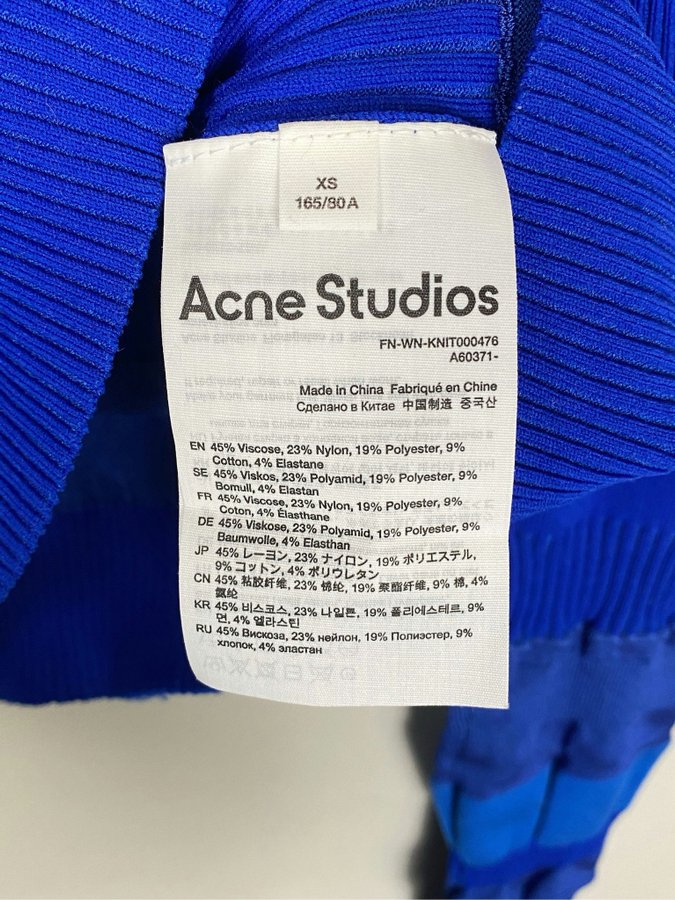 XS
165/80A
Acne Studios
FN-WN-KNIT000476
A60371-
Made in China Fabriqué en Chine
Сделано в Китае 中国制造 중국산
EN 45% Viscose, 23% Nylon, 19% Polyester, 9%
Cotton, 4% Elastane
SE 45% Viskos, 23% Polyamid, 19% Polyester, 9%
Bomull, 4% Elastan
FR 45% Viscose, 23% Nylon, 19% Polyester, 9%
Coton, 4% Élasthane
DE 45% Viskose, 23% Polyamid, 19% Polyester, 9%
Baumwolle, 4% Elasthan
JP 45% レーヨン, 23% ナイロン, 19% ポリエステル,
9% コットン, 4% ポリウレタン
CN 45% 粘胶纤维, 23% 锦纶, 19% 聚酯纤维, 9% 棉, 4%
氨纶
KR 45% 비스코스, 23% 나일론, 19% 폴리에스테르, 9%
면, 4% 엘라스틴
RU 45% Вискоза, 23% нейлон, 19% Полиэстер, 9%
хлопок, 4% эластан